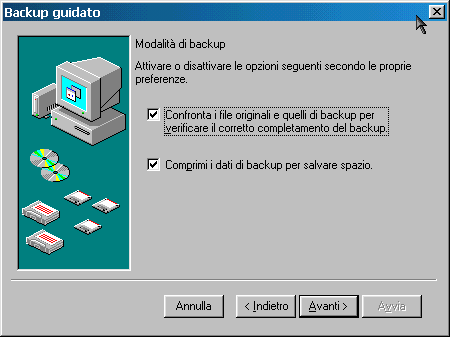 Backup guidato
Modalità di backup
Attivare o disattivare le opzioni seguenti secondo le proprie
preferenze.
Confronta i file originali e quelli di backup per
verificare il corretto completamento del backup.
Comprimi i dati di backup per salvare spazio.
Annulla
< Indietro
Avanti >
Avvia